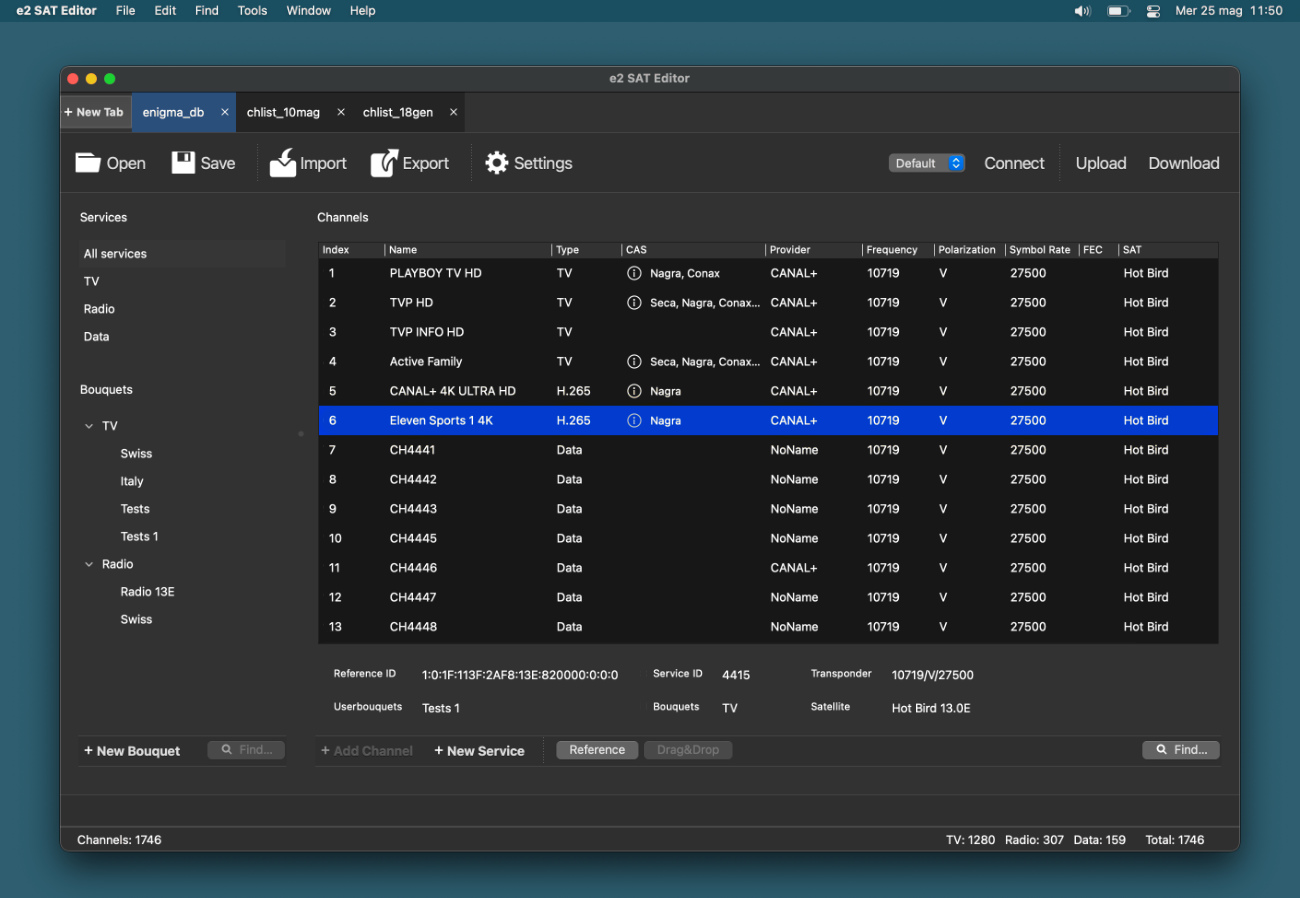 e2 SAT Editor File Edit Find Tools Window Help Mer 25 mag 11:50
e2 SAT Editor
+ New Tab enigma_db × chlist_10mag × chlist_18gen ×
Open Save Import Export Settings Default Connect Upload Download
Services
All services
TV
Radio
Data
Bouquets
TV
Swiss
Italy
Tests
Tests 1
Radio
Radio 13E
Swiss
+ New Bouquet Find...
Channels
Index Name Type CAS Provider Frequency Polarization Symbol Rate FEC SAT
1 PLAYBOY TV HD TV Nagra, Conax CANAL+ 10719 V 27500 Hot Bird
2 TVP HD TV Seca, Nagra, Conax... CANAL+ 10719 V 27500 Hot Bird
3 TVP INFO HD TV CANAL+ 10719 V 27500 Hot Bird
4 Active Family TV Seca, Nagra, Conax... CANAL+ 10719 V 27500 Hot Bird
5 CANAL+ 4K ULTRA HD H.265 Nagra CANAL+ 10719 V 27500 Hot Bird
6 Eleven Sports 1 4K H.265 Nagra CANAL+ 10719 V 27500 Hot Bird
7 CH4441 Data NoName 10719 V 27500 Hot Bird
8 CH4442 Data NoName 10719 V 27500 Hot Bird
9 CH4443 Data NoName 10719 V 27500 Hot Bird
10 CH4445 Data NoName 10719 V 27500 Hot Bird
11 CH4446 Data CANAL+ 10719 V 27500 Hot Bird
12 CH4447 Data NoName 10719 V 27500 Hot Bird
13 CH4448 Data NoName 10719 V 27500 Hot Bird
Reference ID 1:0:1F:113F:2AF8:13E:820000:0:0:0 Service ID 4415 Transponder 10719/V/27500
Userbouquets Tests 1 Bouquets TV Satellite Hot Bird 13.0E
+ Add Channel + New Service Reference Drag&Drop Find...
Channels: 1746 TV: 1280 Radio: 307 Data: 159 Total: 1746